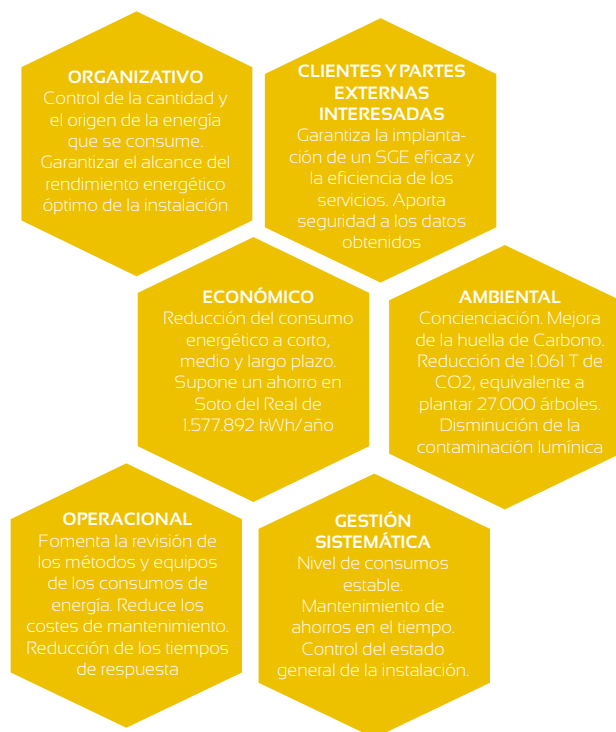 ORGANIZATIVO
Control de la cantidad y
el origen de la energía
que se consume.
Garantizar el alcance del
rendimiento energético
óptimo de la instalación
CLIENTES Y PARTES
EXTERNAS
INTERESADAS
Garantiza la implanta-
ción de un SGE eficaz y
la eficiencia de los
servicios. Aporta
seguridad a los datos
obtenidos
ECONÓMICO
Reducción del consumo
energético a corto,
medio y largo plazo.
Supone un ahorro en
Soto del Real de
1.577.892 kWh/año
AMBIENTAL
Concienciación. Mejora
de la huella de Carbono.
Reducción de 1.061 T de
CO2, equivalente a
plantar 27.000 árboles.
Disminución de la
contaminación lumínica
OPERACIONAL
Fomenta la revisión de
los métodos y equipos
de los consumos de
energía. Reduce los
costes de mantenimiento.
Reducción de los tiempos
de respuesta
GESTIÓN
SISTEMÁTICA
Nivel de consumos
estable.
Mantenimiento de
ahorros en el tiempo.
Control del estado
general de la instalación.